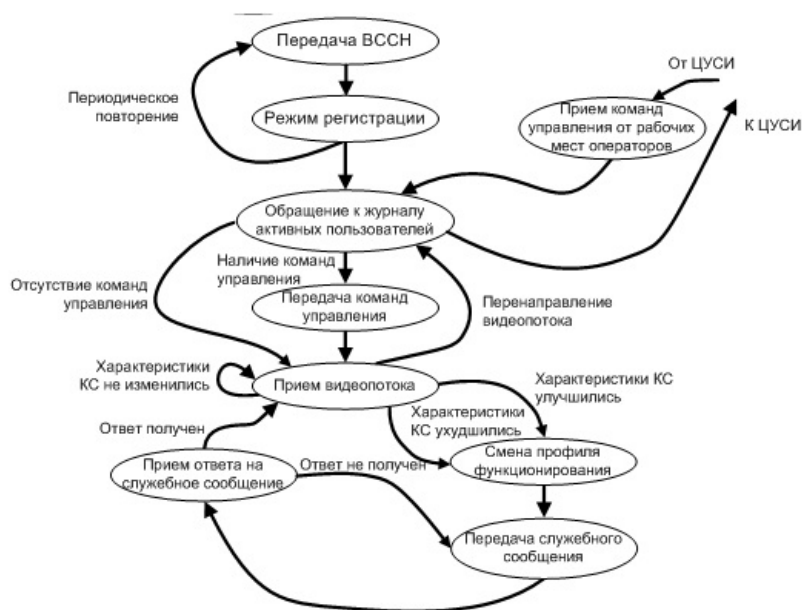 Передача ВССН
От ЦУСИ
Периодическое
повторение
Режим регистрации
Прием команд
управления от рабочих
мест операторов
К ЦУСИ
Обращение к журналу
активных пользователей
Наличие команд
управления
Отсутствие команд
управления
Передача команд
управления
Перенаправление
видеопотока
Характеристики
КС не изменились
Прием видеопотока
Характеристики КС
улучшились
Характеристики
КС ухудшились
Ответ получен
Смена профиля
функционирования
Прием ответа на
служебное сообщение
Ответ не получен
Передача служебного
сообщения